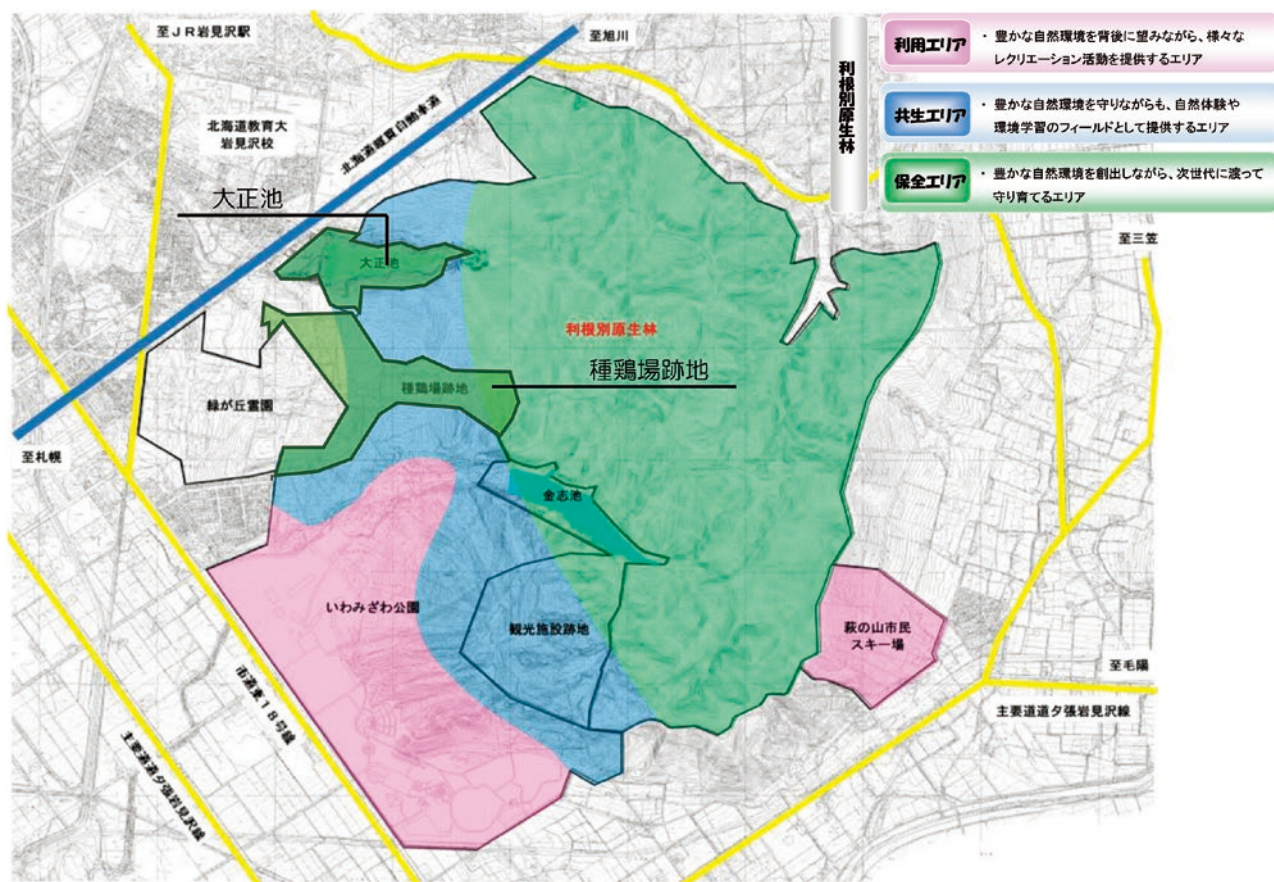 至JR岩見沢駅
至旭川
北海道教育大
岩見沢校
北海道縦貫自動車道
大正池
大正池
利根別原生林
利用エリア
・ 豊かな自然環境を背後に望みながら、様々な
レクリエーション活動を提供するエリア
共生エリア
・ 豊かな自然環境を守りながらも、自然体験や
環境学習のフィールドとして提供するエリア
保全エリア
・ 豊かな自然環境を創出しながら、次世代に渡って
守り育てるエリア
至三笠
利根別原生林
種鶏場跡地
種鶏場跡地
緑が丘霊園
至札幌
金志池
いわみざわ公園
観光施設跡地
萩の山市民
スキー場
至毛陽
主要道道夕張岩見沢線
市道東18号線
主要道道夕張岩見沢線